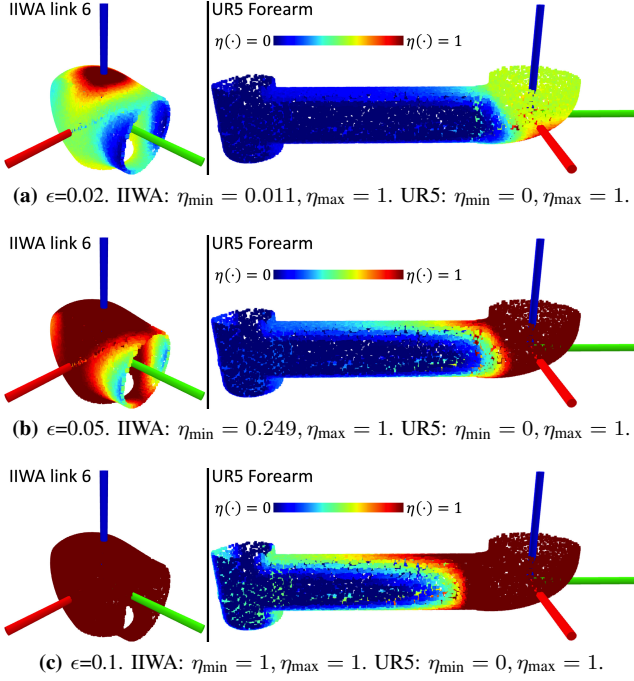 IIWA link 6
UR5 Forearm
η(·) = 0 η(·) = 1
(a) ϵ=0.02. IIWA: ηmin = 0.011, ηmax = 1. UR5: ηmin = 0, ηmax = 1.
IIWA link 6
UR5 Forearm
η(·) = 0 η(·) = 1
(b) ϵ=0.05. IIWA: ηmin = 0.249, ηmax = 1. UR5: ηmin = 0, ηmax = 1.
IIWA link 6
UR5 Forearm
η(·) = 0 η(·) = 1
(c) ϵ=0.1. IIWA: ηmin = 1, ηmax = 1. UR5: ηmin = 0, ηmax = 1.